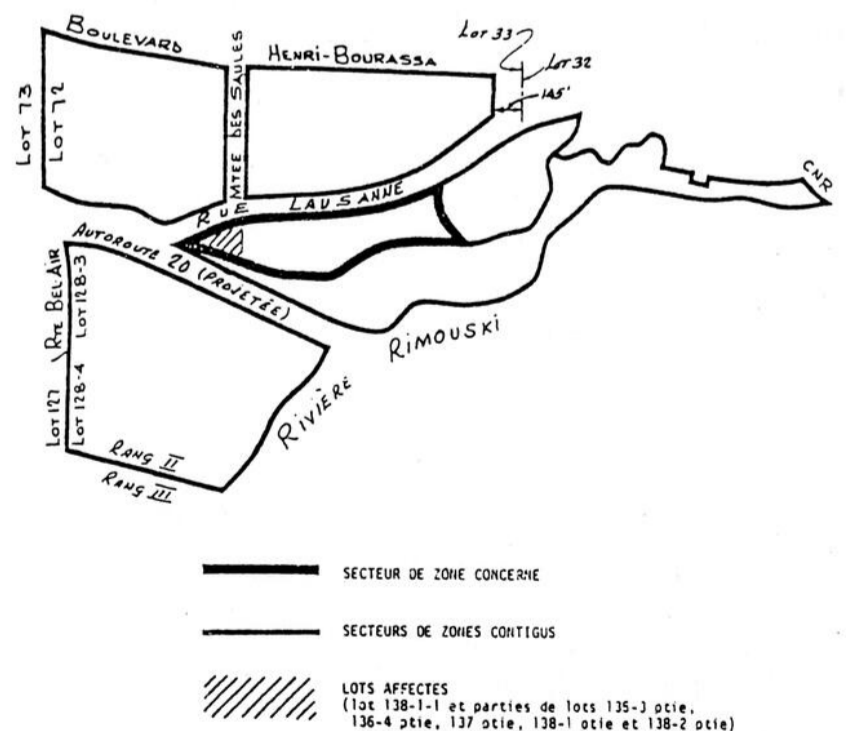 BOULEVARD
HENRI-BOURASSA
LOT 33
LOT 32
145'
LOT 73
LOT 72
MTEE DES SAULES
RUE LAUSANNE
CNR
AUTOROUTE 20 (PROJETÉE)
RTE BEL-AIR
LOT 128-3
LOT 127
LOT 128-4
RIVIÈRE RIMOUSKI
RANG II
RANG III
SECTEUR DE ZONE CONCERNE
SECTEURS DE ZONES CONTIGUS
LOTS AFFECTES
(lot 138-1-1 et parties de lots 135-3 ptie,
136-4 ptie, 137 ptie, 138-1 ptie et 138-2 ptie)